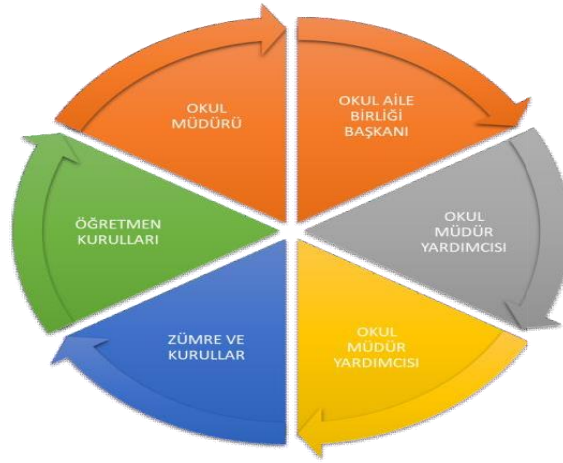 OKUL
MÜDÜRÜ
OKUL AİLE
BİRLİĞİ
BAŞKANI
OKUL
MÜDÜR
YARDIMCISI
OKUL
MÜDÜR
YARDIMCISI
ZÜMRE VE
KURULLAR
ÖĞRETMEN
KURULLARI